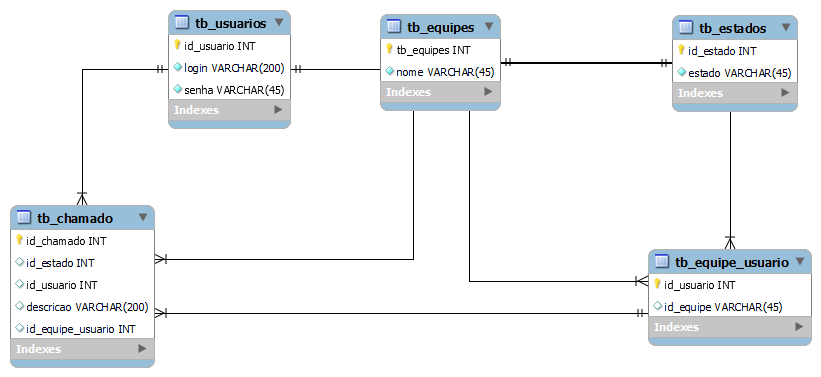 tb_usuarios
id_usuario INT
login VARCHAR(200)
senha VARCHAR(45)
Indexes
tb_equipes
tb_equipes INT
nome VARCHAR(45)
Indexes
tb_estados
id_estado INT
estado VARCHAR(45)
Indexes
tb_chamado
id_chamado INT
id_estado INT
id_usuario INT
descricao VARCHAR(200)
id_equipe_usuario INT
Indexes
tb_equipe_usuario
id_usuario INT
id_equipe VARCHAR(45)
Indexes